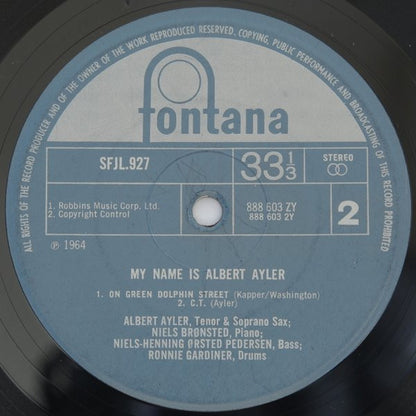 ALL RIGHTS OF THE RECORD PRODUCER AND OF THE OWNER OF THE WORK REPRODUCED RESERVED. COPYING, PUBLIC PERFORMANCE AND BROADCASTING OF THIS RECORD PROHIBITED
fontana
SFJL.927
33 1/3
STEREO
1. Robbins Music Corp. Ltd.
2. Copyright Control
888 603 ZY
888 603 2Y
2
℗ 1964
MY NAME IS ALBERT AYLER
1. ON GREEN DOLPHIN STREET (Kapper/Washington)
2. C.T. (Ayler)
ALBERT AYLER, Tenor & Soprano Sax;
NIELS BRØNSTED, Piano;
NIELS-HENNING ØRSTED PEDERSEN, Bass;
RONNIE GARDINER, Drums